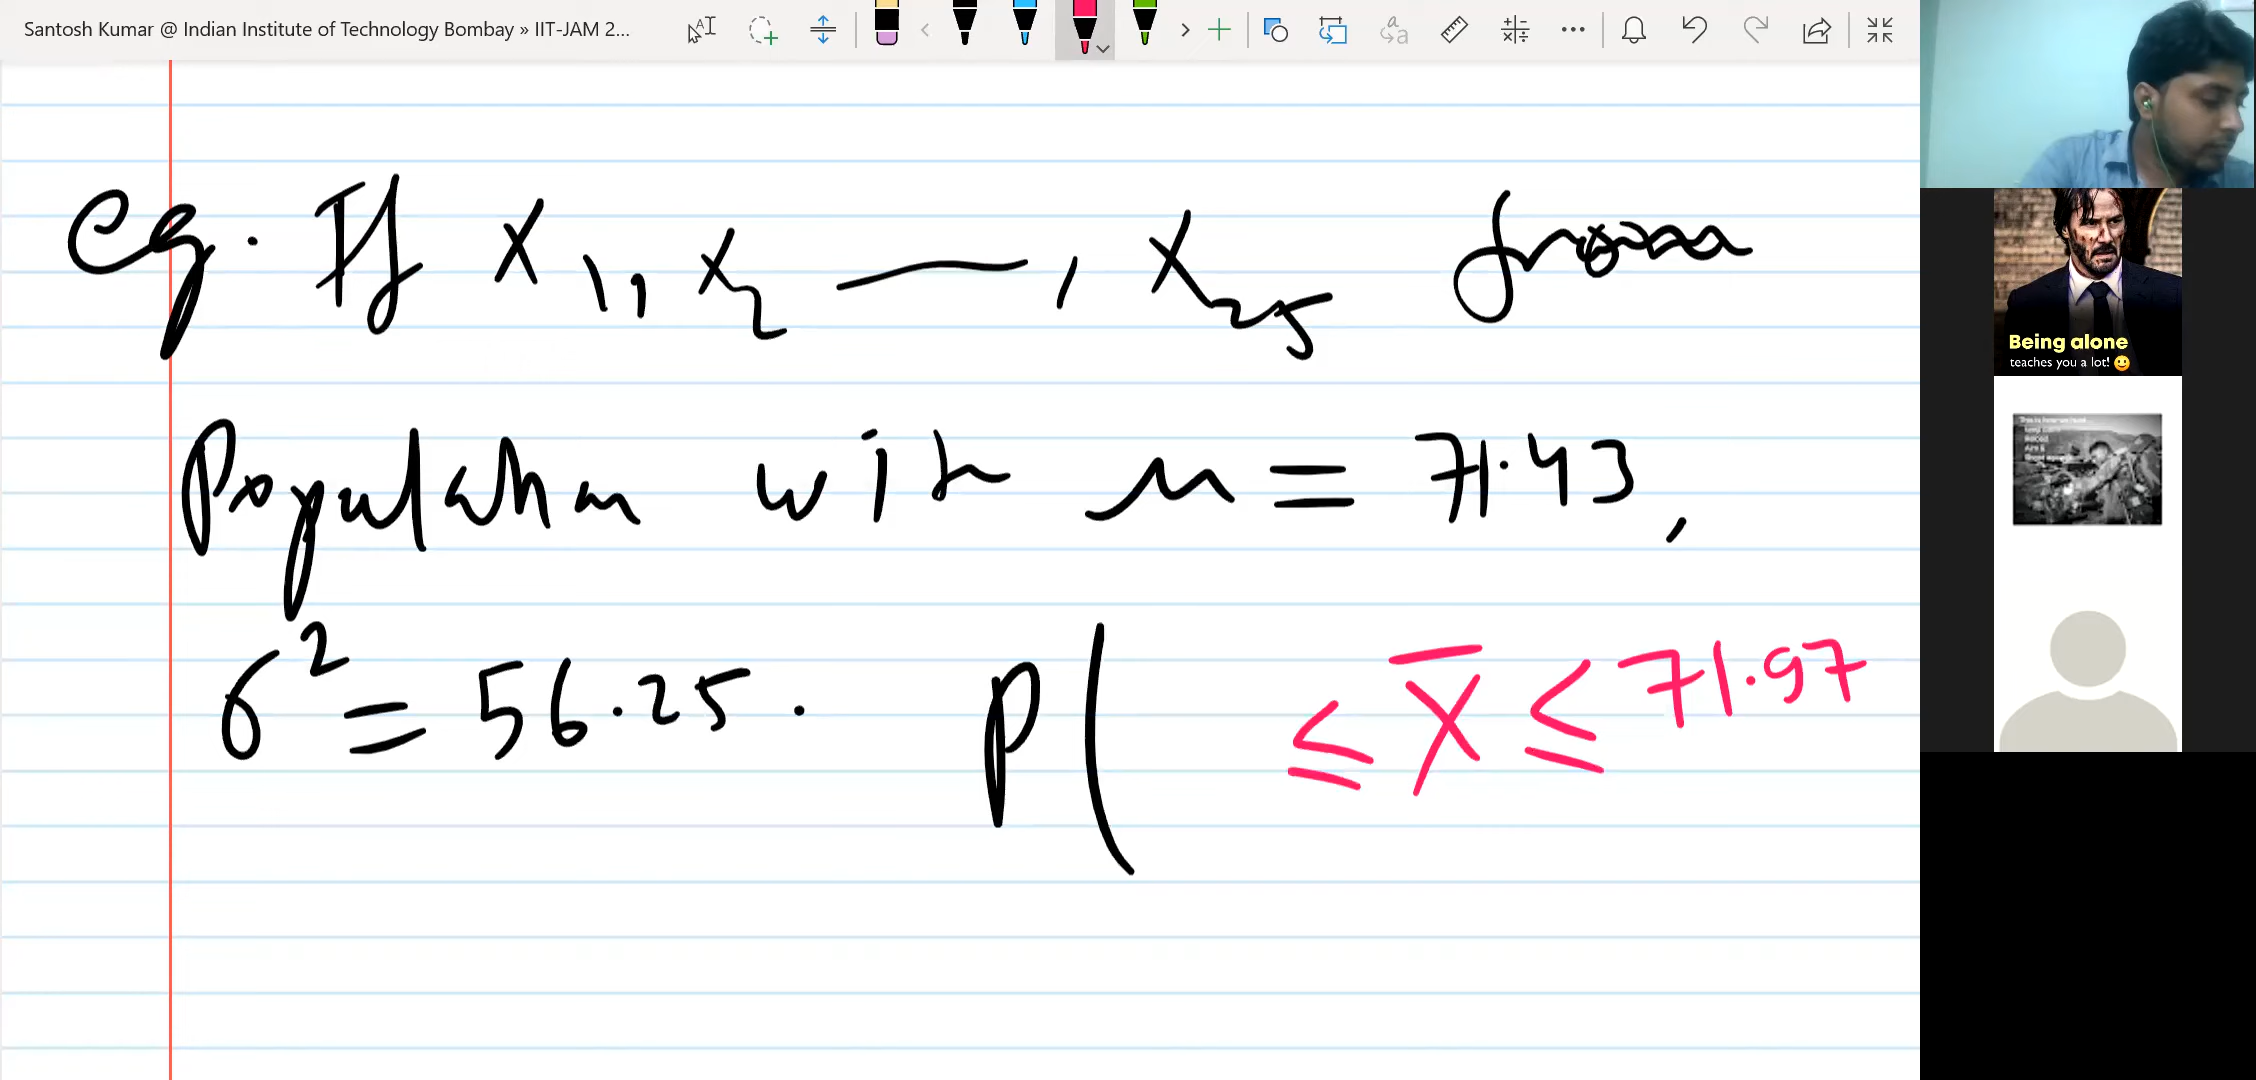 Santosh Kumar @ Indian Institute of Technology Bombay » IIT-JAM 2...
eg. If X₁, X₂ —, X₂₅ from
Population with μ = 71.43,
σ² = 56.25. P( ≤ X̄ ≤ 71.97
Being alone
teaches you a lot! 😀